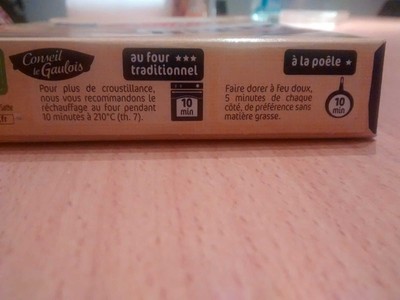 Conseil
le Gaulois
au four ★★★
traditionnel
Pour plus de croustillance,
nous vous recommandons le
réchauffage au four pendant
10 minutes à 210°C (th. 7).
10
min
à la poêle ★
Faire dorer à feu doux,
5 minutes de chaque
côté, de préférence sans
matière grasse.
10
min